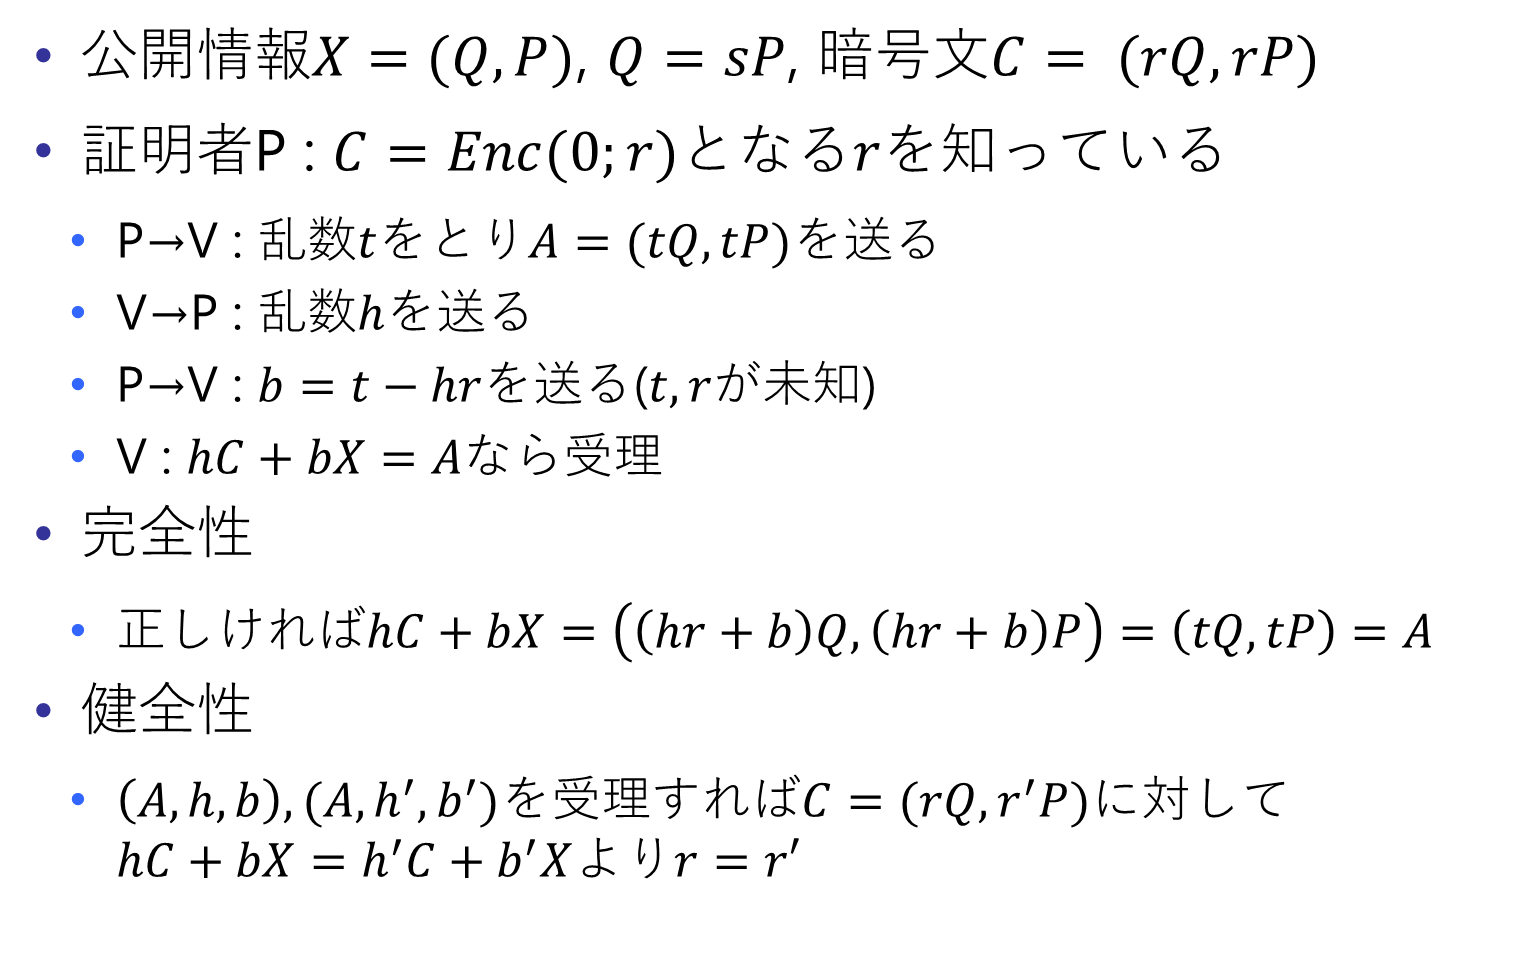 • 公開情報X = (Q, P), Q = sP, 暗号文C = (rQ, rP)
• 証明者P : C = Enc(0; r)となるrを知っている
• P→V : 乱数tをとりA = (tQ, tP)を送る
• V→P : 乱数hを送る
• P→V : b = t − hrを送る(t, rが未知)
• V : hC + bX = Aなら受理
• 完全性
• 正しければhC + bX = ((hr + b)Q, (hr + b)P) = (tQ, tP) = A
• 健全性
• (A, h, b), (A, h′, b′)を受理すればC = (rQ, r′P)に対して
hC + bX = h′C + b′Xよりr = r′